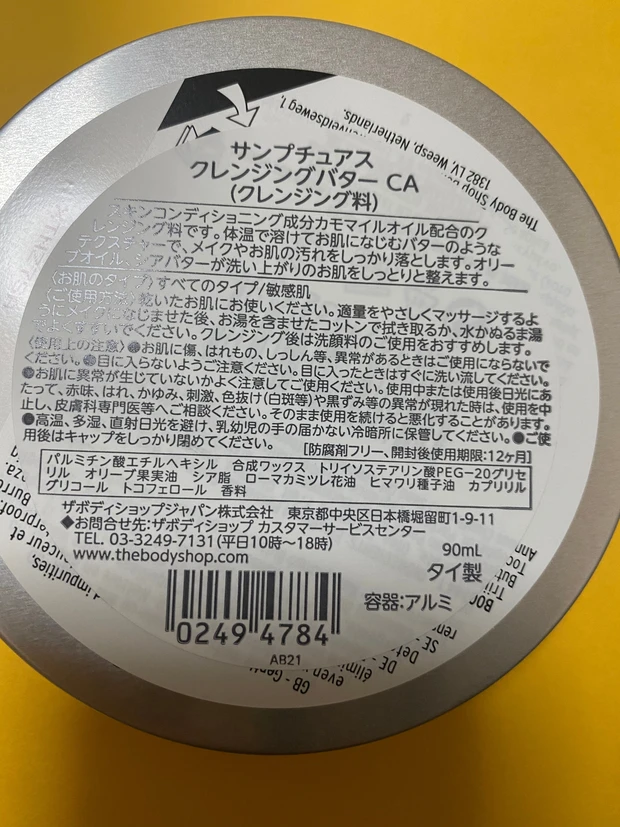 サンプチュアス
クレンジングバター CA
(クレンジング料)
スキンコンディショニング成分カモマイルオイル配合のク
レンジング料です。体温で溶けてお肌になじむバターのような
テクスチャーで、メイクやお肌の汚れをしっかり落とします。オリー
ブオイル、シアバターが洗い上がりのお肌をしっとりと整えます。
〈お肌のタイプ〉すべてのタイプ/敏感肌
〈ご使用方法〉乾いたお肌にお使いください。適量をやさしくマッサージするよ
うにメイクになじませた後、お湯を含ませたコットンで拭き取るか、水かぬるま湯
でよくすすいでください。クレンジング後は洗顔料のご使用をおすすめします。
〈使用上の注意〉●お肌に傷、はれもの、しっしん等、異常があるときはご使用にならないで
ください。●目に入らないようご注意ください。目に入ったときはすぐに洗い流してください。
●お肌に異常が生じていないかよく注意してご使用ください。使用中または使用後日光にあ
たって、赤味、はれ、かゆみ、刺激、色抜け(白斑等)や黒ずみ等の異常が現れた時は、使用を中
止し、皮膚科専門医等へご相談ください。そのまま使用を続けると悪化することがあります。
●高温、多湿、直射日光を避け、乳幼児の手の届かない冷暗所に保管してください。●ご使
用後はキャップをしっかり閉めてください。 [防腐剤フリー、開封後使用期限:12ヶ月]
パルミチン酸エチルヘキシル 合成ワックス トリイソステアリン酸PEG-20グリセ
リル オリーブ果実油 シア脂 ローマカミツレ花油 ヒマワリ種子油 カプリリル
グリコール トコフェロール 香料
ザボディショップジャパン株式会社 東京都中央区日本橋堀留町1-9-11
◆お問合せ先:ザボディショップ カスタマーサービスセンター
TEL. 03-3249-7131(平日10時〜18時)
www.thebodyshop.com
90mL
タイ製
容器:アルミ
0249 4784
AB21
The Body Shop
1382 LV, Weesp, Netherlands.
GB - 
DE - 
SE - 
impurities